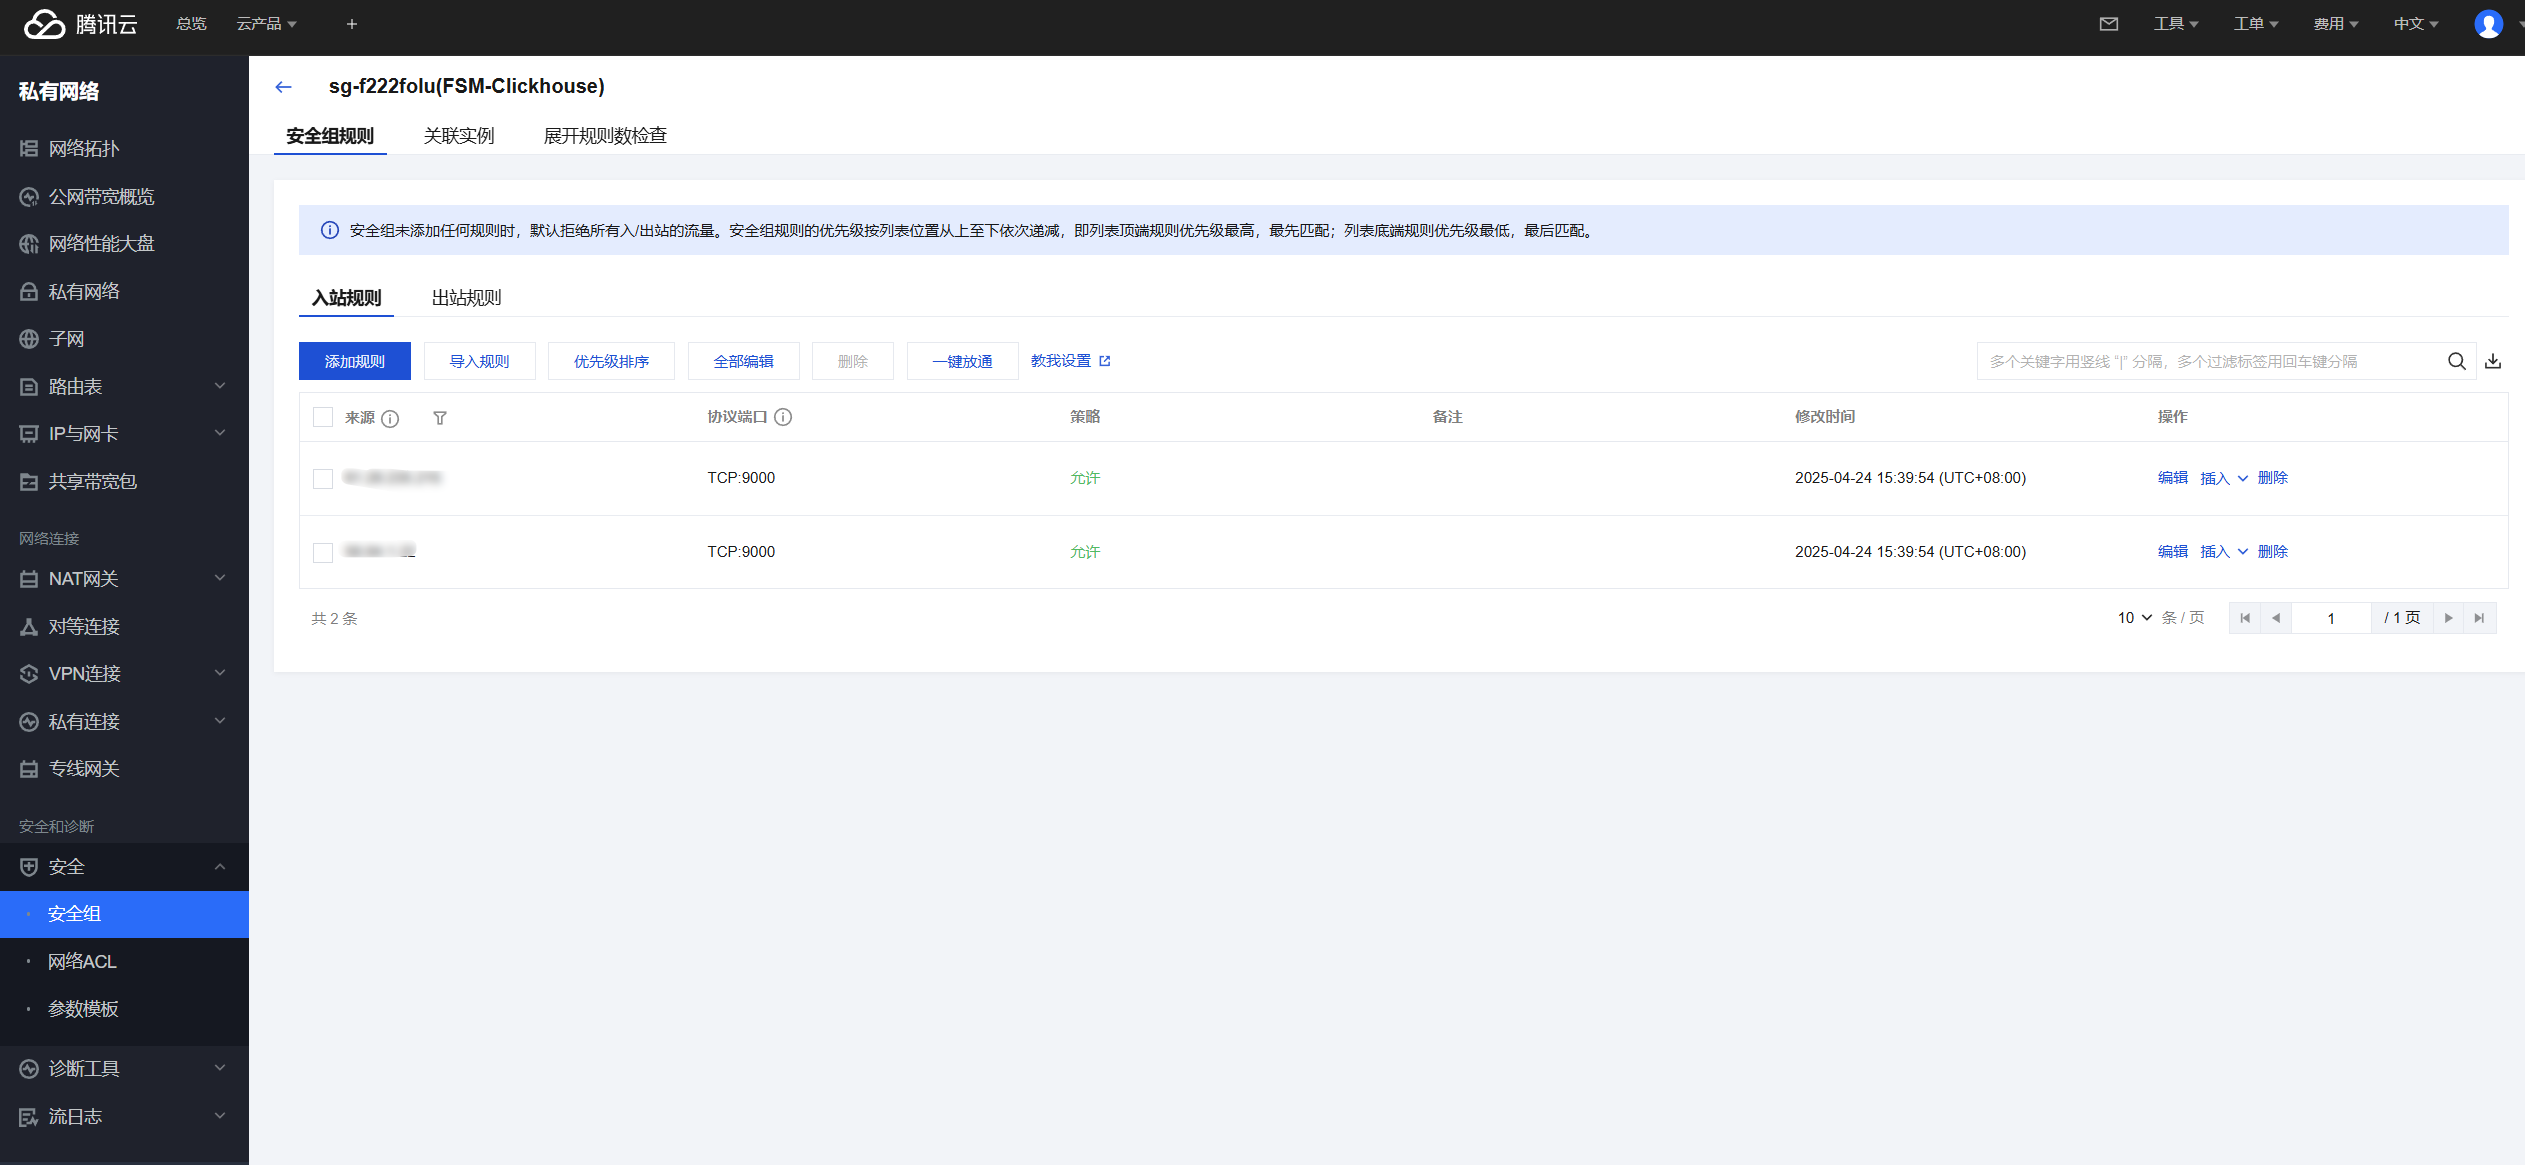 腾讯云
总览
云产品
+
工具
工单
费用
中文
私有网络
网络拓扑
公网带宽概览
网络性能大盘
私有网络
子网
路由表
IP与网卡
共享带宽包
网络连接
NAT网关
对等连接
VPN连接
私有连接
专线网关
安全和诊断
安全
安全组
网络ACL
参数模板
诊断工具
流日志
sg-f222folu(FSM-Clickhouse)
安全组规则
关联实例
展开规则数检查
安全组未添加任何规则时，默认拒绝所有入/出站的流量。安全组规则的优先级按列表位置从上至下依次递减，即列表顶端规则优先级最高，最先匹配；列表底端规则优先级最低，最后匹配。
入站规则
出站规则
添加规则
导入规则
优先级排序
全部编辑
删除
一键放通
教我设置
多个关键字用竖线 “|” 分隔，多个过滤标签用回车键分隔
来源 协议端口 策略 备注 修改时间 操作
TCP:9000 允许 2025-04-24 15:39:54 (UTC+08:00) 编辑 插入 删除
TCP:9000 允许 2025-04-24 15:39:54 (UTC+08:00) 编辑 插入 删除
共 2 条
10 条 / 页
1 / 1 页